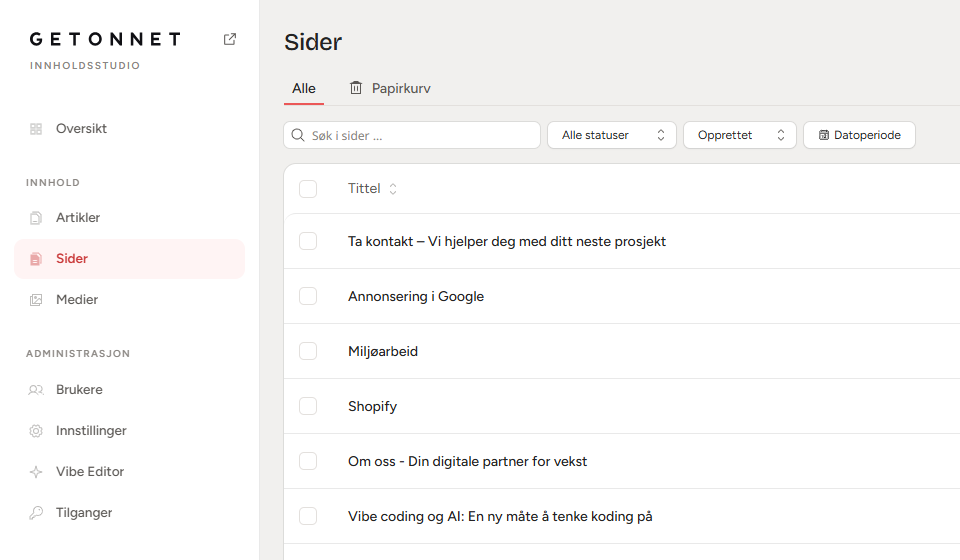 GETONNET
INNHOLDSSTUDIO
Oversikt
INNHOLD
Artikler
Sider
Medier
ADMINISTRASJON
Brukere
Innstillinger
Vibe Editor
Tilganger
Sider
Alle
Papirkurv
Søk i sider ...
Alle statuser
Opprettet
Datoperiode
Tittel
Ta kontakt – Vi hjelper deg med ditt neste prosjekt
Annonsering i Google
Miljøarbeid
Shopify
Om oss - Din digitale partner for vekst
Vibe coding og AI: En ny måte å tenke koding på